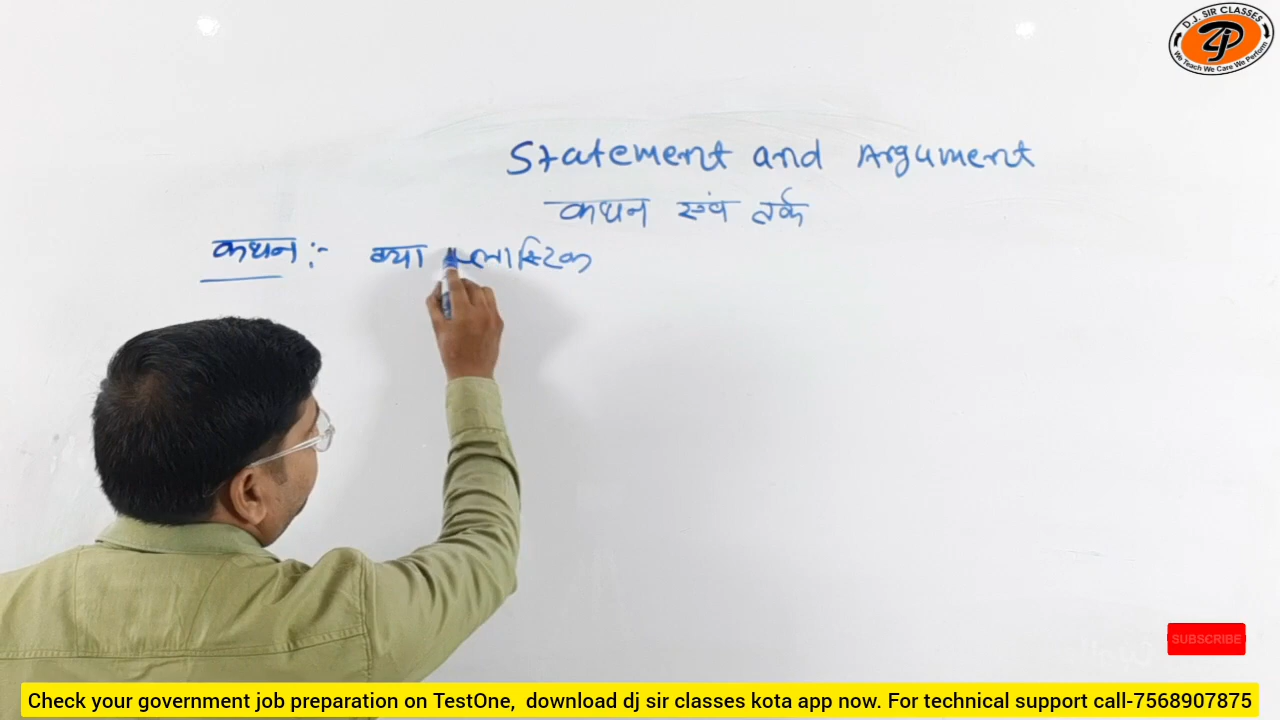 D.J. SIR CLASSES
We Teach We Care We Perform
Statement and Argument
कथन एवं तर्क
कथन :- क्या प्लास्टिक
SUBSCRIBE
Check your government job preparation on TestOne, download dj sir classes kota app now. For technical support call-7568907875